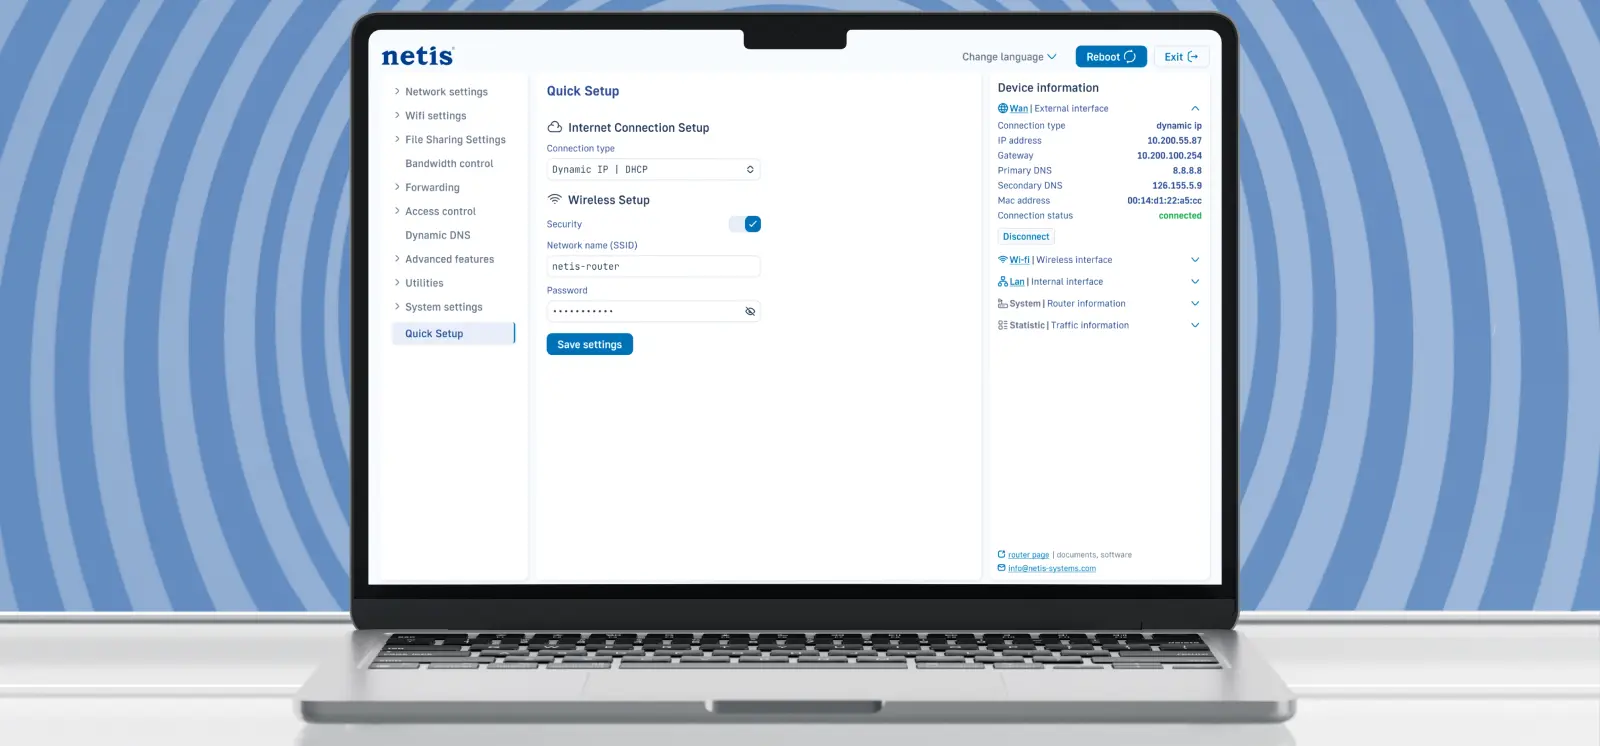 netis
Change language
Reboot
Exit
Network settings
Wifi settings
File Sharing Settings
Bandwidth control
Forwarding
Access control
Dynamic DNS
Advanced features
Utilities
System settings
Quick Setup
Quick Setup
Internet Connection Setup
Connection type
Dynamic IP | DHCP
Wireless Setup
Security
Network name (SSID)
netis-router
Password
•••••••••••
Save settings
Device information
Wan | External interface
Connection type dynamic ip
IP address 10.200.55.87
Gateway 10.200.100.254
Primary DNS 8.8.8.8
Secondary DNS 126.155.5.9
Mac address 00:14:d1:22:a5:cc
Connection status connected
Disconnect
Wi-fi | Wireless interface
Lan | Internal interface
System | Router information
Statistic | Traffic information
router page | documents, software
info@netis-systems.com